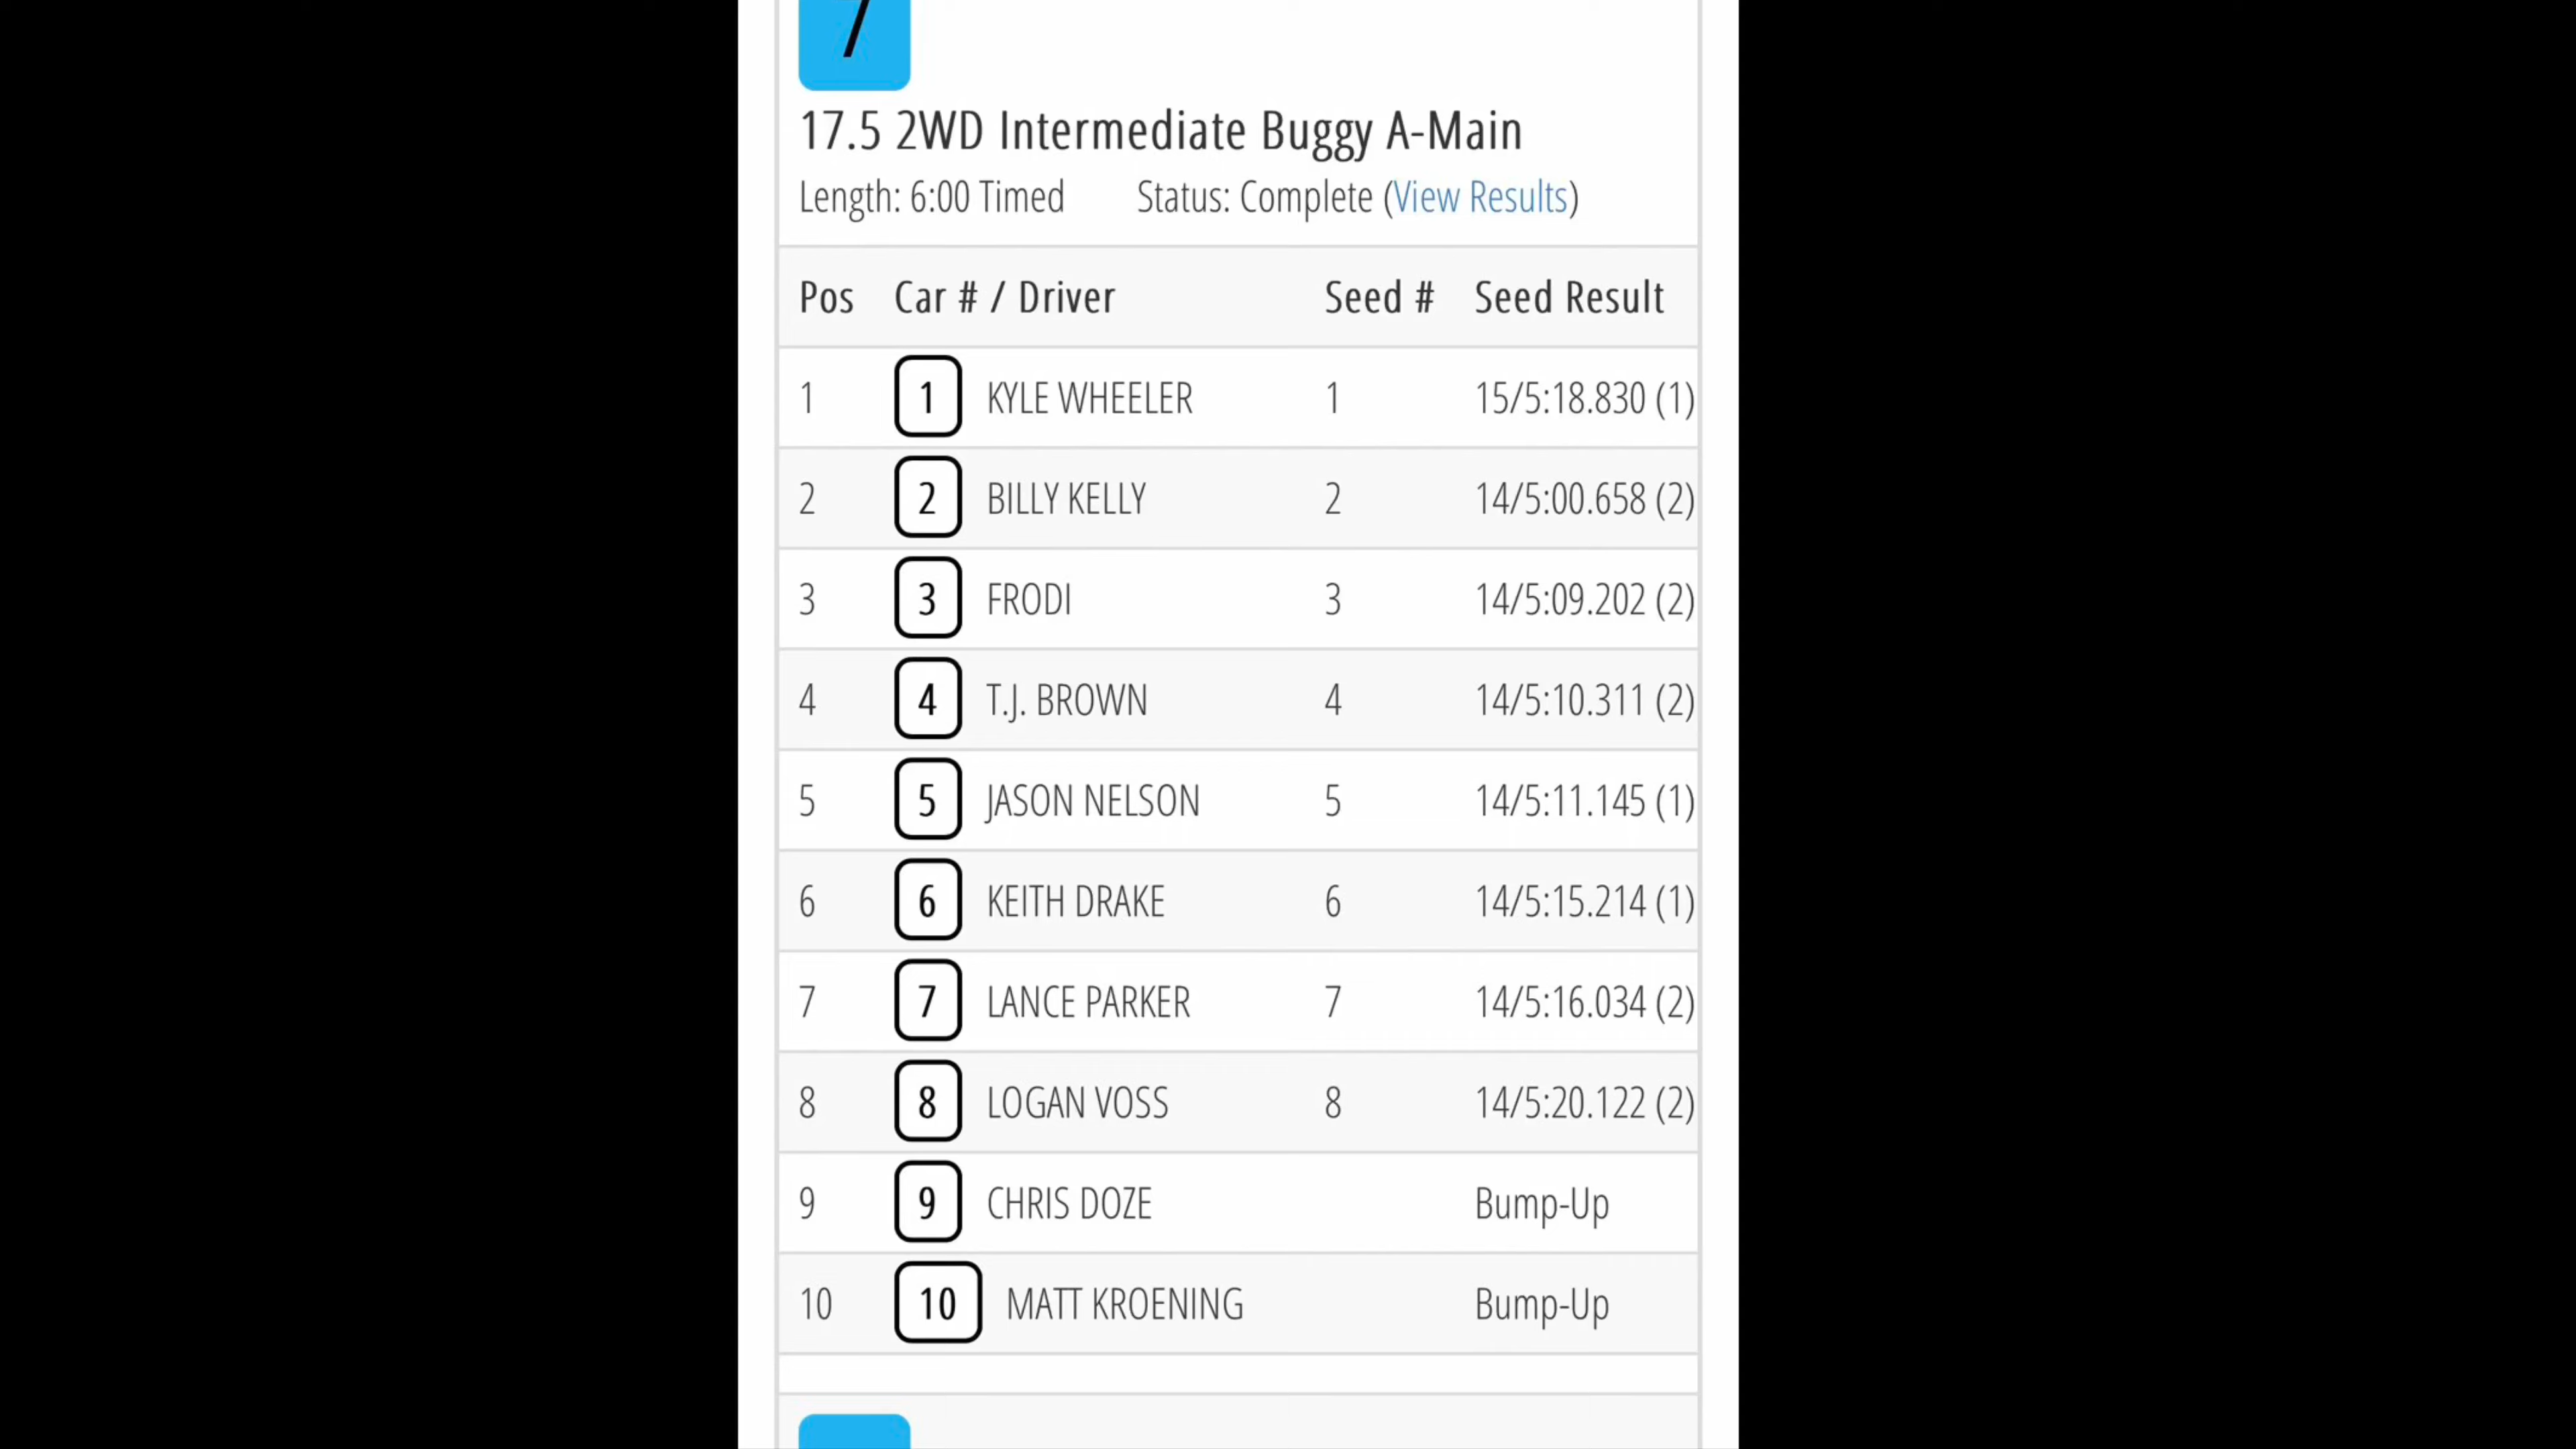 7
17.5 2WD Intermediate Buggy A-Main
Length: 6:00 Timed Status: Complete (View Results)
Pos Car # / Driver Seed # Seed Result
1 1 KYLE WHEELER 1 15/5:18.830 (1)
2 2 BILLY KELLY 2 14/5:00.658 (2)
3 3 FRODI 3 14/5:09.202 (2)
4 4 T.J. BROWN 4 14/5:10.311 (2)
5 5 JASON NELSON 5 14/5:11.145 (1)
6 6 KEITH DRAKE 6 14/5:15.214 (1)
7 7 LANCE PARKER 7 14/5:16.034 (2)
8 8 LOGAN VOSS 8 14/5:20.122 (2)
9 9 CHRIS DOZE Bump-Up
10 10 MATT KROENING Bump-Up